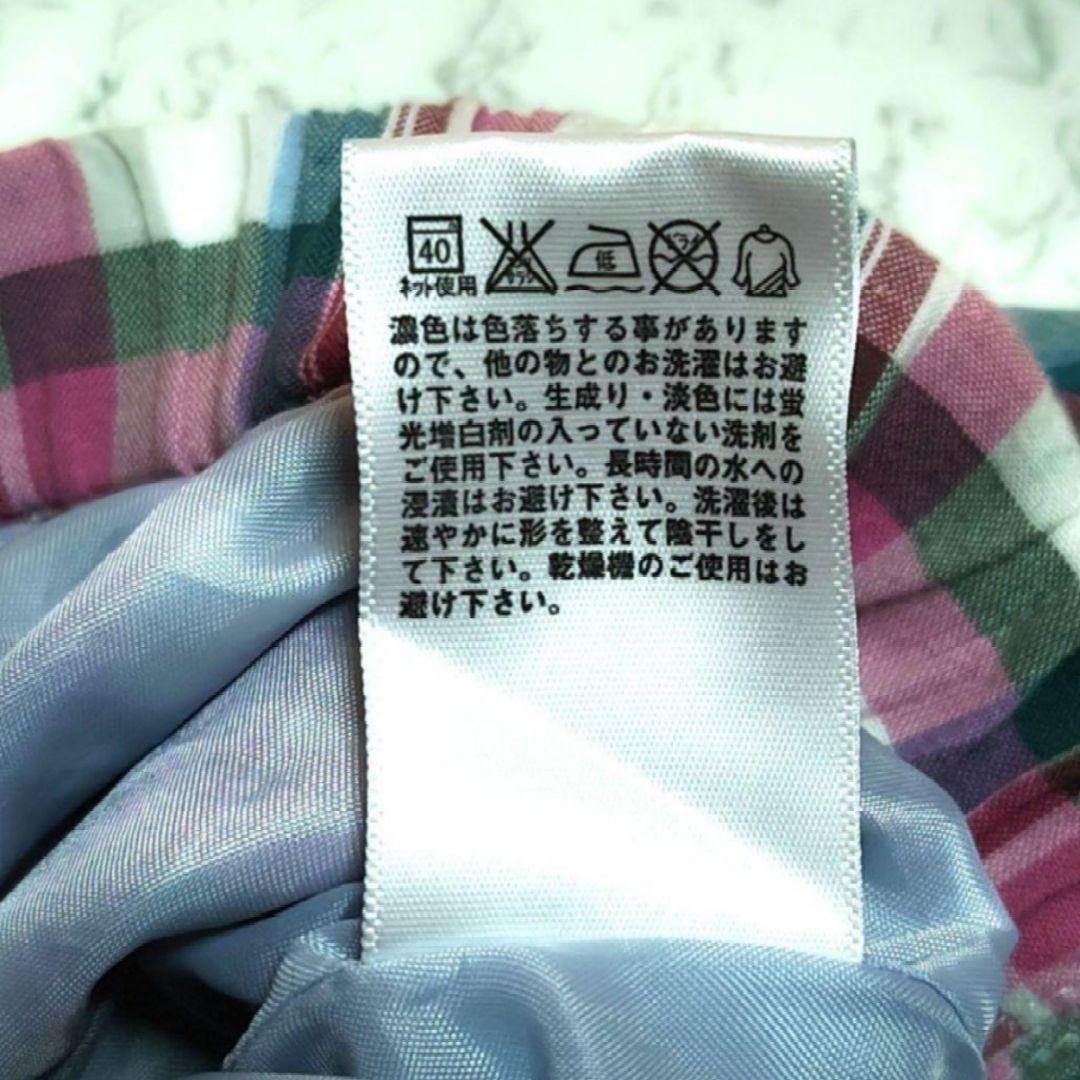 40
ネット使用
低
濃色は色落ちする事があります
ので、他の物とのお洗濯はお避
け下さい。生成り・淡色には蛍
光増白剤の入っていない洗剤を
ご使用下さい。長時間の水への
浸漬はお避け下さい。洗濯後は
速やかに形を整えて陰干しをし
て下さい。乾燥機のご使用はお
避け下さい。